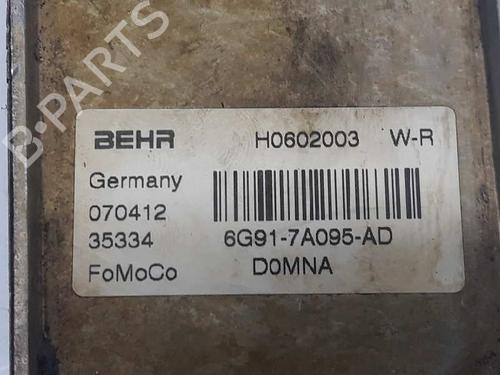 B-PARTS
BEHR H0602003 W-R
Germany
070412
35334 6G91-7A095-AD
FoMoCo D0MNA